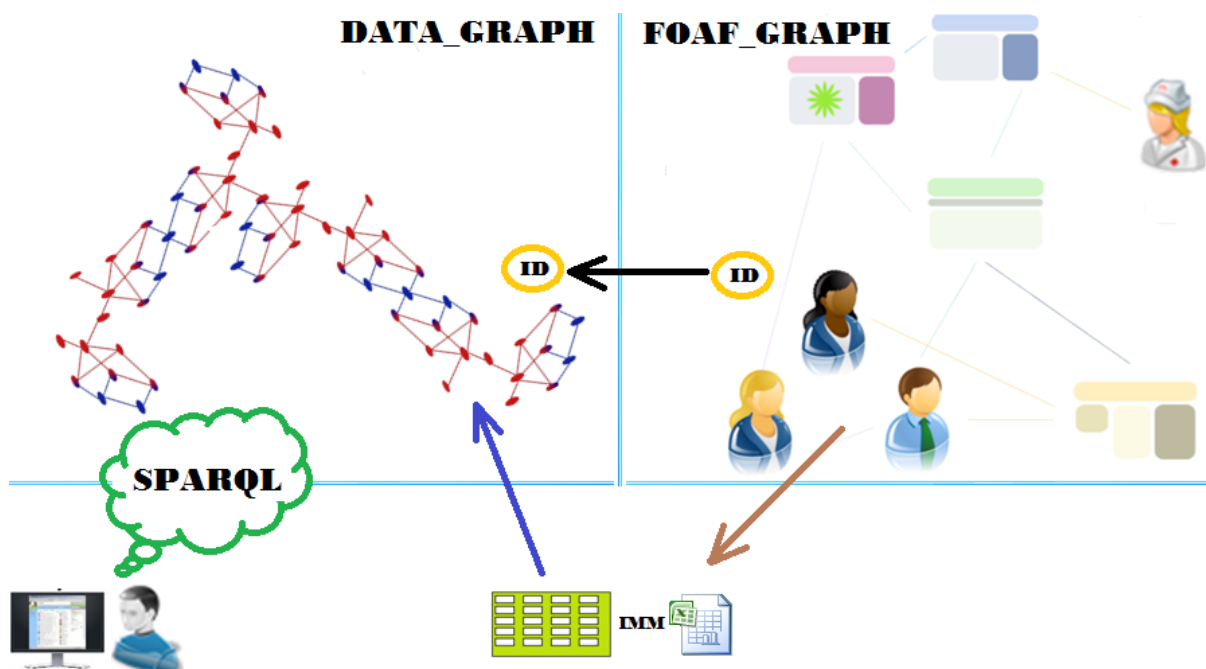 DATA_GRAPH
FOAF_GRAPH
ID
ID
SPARQL
IMM
X